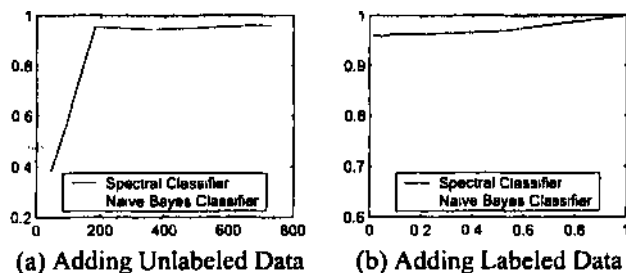 1
0.8
0.6
0.4
0.2
0 200 400 600 800
Spectral Classifier
Naive Bayes Classifier
(a) Adding Unlabeled Data
1
0.9
0.8
0.7
0.6
0 0.2 0.4 0.6 0.8 1
Spectral Classifier
Naive Bayes Classifier
(b) Adding Labeled Data